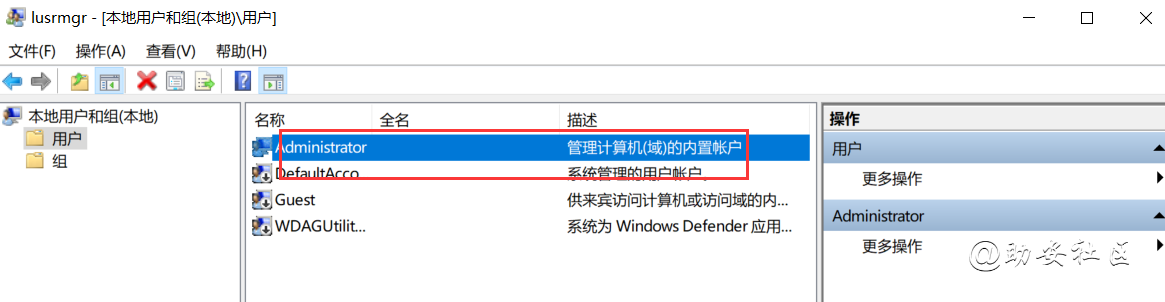 lusrmgr - [本地用户和组(本地)\用户]
文件(F) 操作(A) 查看(V) 帮助(H)
本地用户和组(本地)
用户
组
名称 全名 描述
Administrator 管理计算机(域)的内置帐户
DefaultAcco 系统管理的用户帐户。
Guest 供来宾访问计算机或访问域的内...
WDAGUtilit... 系统为 Windows Defender 应用...
操作
用户
更多操作
Administrator
更多操作
@助安社区